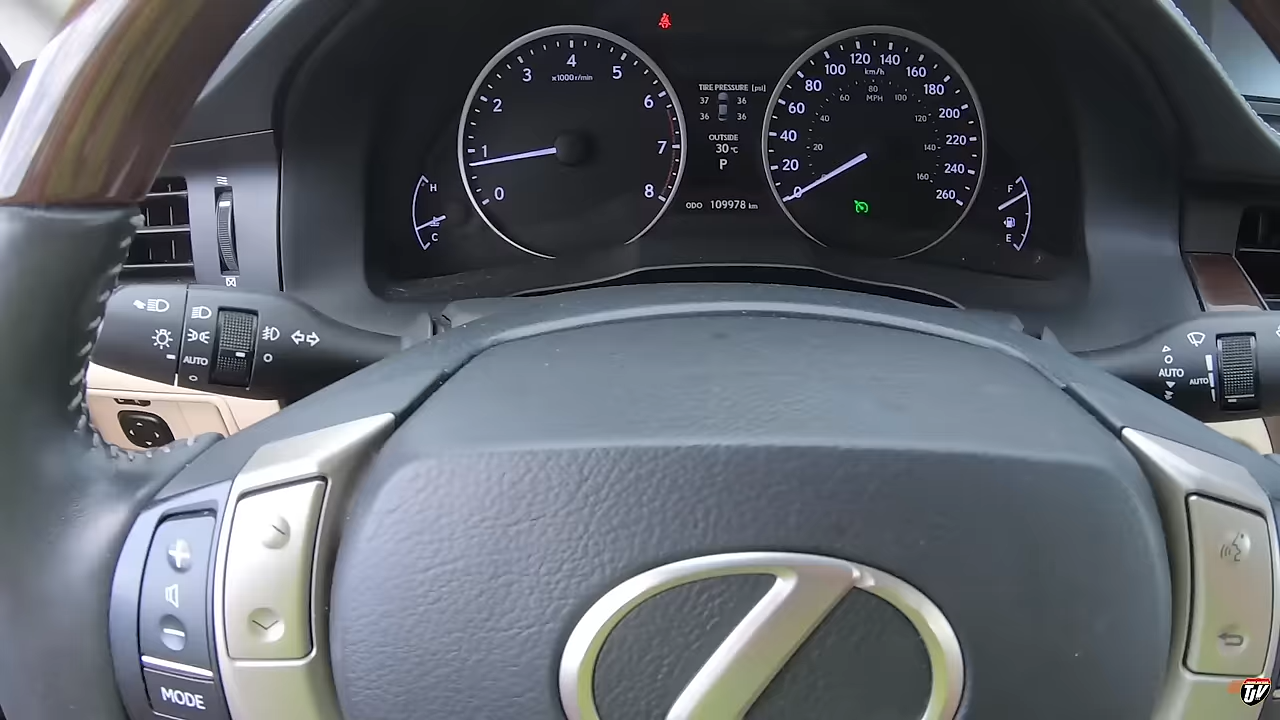 0 1 2 3 4 5 6 7 8
x1000r/min
H
C
TIRE PRESSURE [psi]
37 36
36 36
OUTSIDE
30℃
P
ODO 109978 km
0 20 40 60 80 100 120 140 160 180 200 220 240 260
km/h
MPH
20 40 60 80 100 120 140 160
F
E
AUTO
O
AUTO
AUTO
MODE
TGV